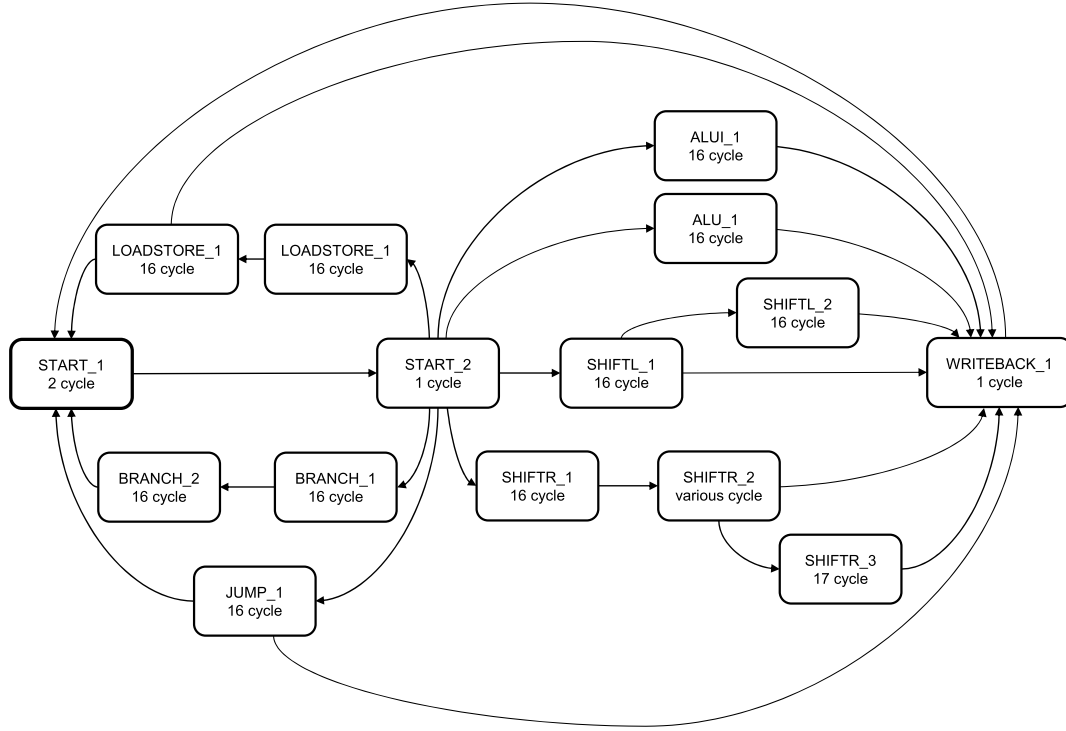 ALUI_1
16 cycle
ALU_1
16 cycle
LOADSTORE_1
16 cycle
LOADSTORE_1
16 cycle
SHIFTL_2
16 cycle
START_1
2 cycle
START_2
1 cycle
SHIFTL_1
16 cycle
WRITEBACK_1
1 cycle
BRANCH_2
16 cycle
BRANCH_1
16 cycle
SHIFTR_1
16 cycle
SHIFTR_2
various cycle
SHIFTR_3
17 cycle
JUMP_1
16 cycle